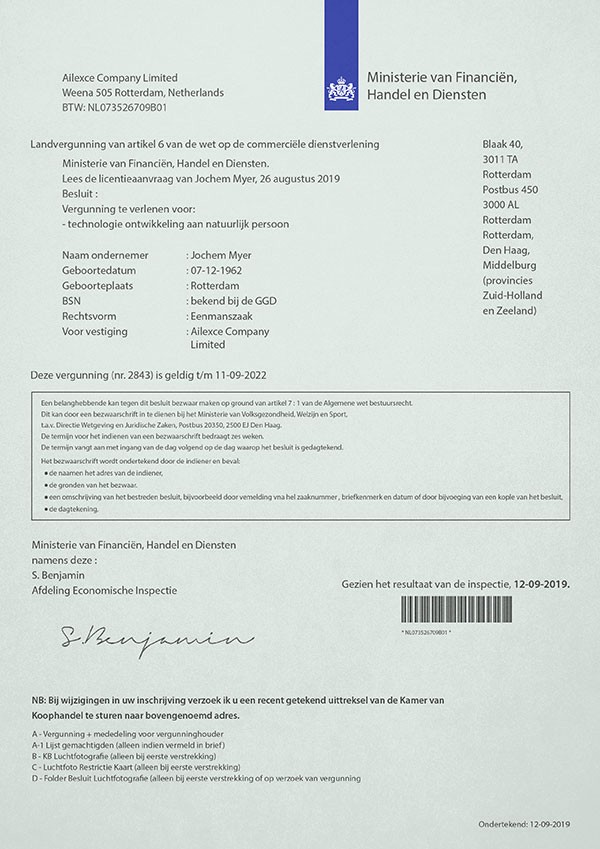 Ailexce Company Limited
Weena 505 Rotterdam, Netherlands
BTW: NL073526709B01
Ministerie van Financiën,
Handel en Diensten
Landvergunning van artikel 6 van de wet op de commerciële dienstverlening
Ministerie van Financiën, Handel en Diensten.
Lees de licentieaanvraag van Jochem Myer, 26 augustus 2019
Besluit :
Vergunning te verlenen voor:
- technologie ontwikkeling aan natuurlijk persoon
Blaak 40,
3011 TA
Rotterdam
Postbus 450
3000 AL
Rotterdam
Rotterdam,
Den Haag,
Middelburg
(provincies
Zuid-Holland
en Zeeland)
Naam ondernemer : Jochem Myer
Geboortedatum : 07-12-1962
Geboorteplaats : Rotterdam
BSN : bekend bij de GGD
Rechtsvorm : Eenmanszaak
Voor vestiging : Ailexce Company
Limited
Deze vergunning (nr. 2843) is geldig t/m 11-09-2022
Een belanghebbende kan tegen dit besluit bezwaar maken op ground van artikel 7 : 1 van de Algemene wet bestuursrecht.
Dit kan door een bezwaarschrift in te dienen bij het Ministerie van Volksgezondheid, Welzijn en Sport,
t.a.v. Directie Wetgeving en Juridische Zaken, Postbus 20350, 2500 EJ Den Haag.
De termijn voor het indienen van een bezwaarschrift bedraagt zes weken.
De termijn vangt aan met ingang van de dag volgend op de dag waarop het besluit is gedagtekend.
Het bezwaarschrift wordt ondertekend door de indiener en beval:
• de naamen het adres van de indiener,
• de gronden van het bezwaar.
• een omschrijving van het bestreden besluit, bijvoorbeeld door vemelding vna hel zaaknummer , briefkenmerk en datum of door bijvoeging van een kople van het besluit,
• de dagtekening,
Ministerie van Financiën, Handel en Diensten
namens deze :
S. Benjamin
Afdeling Economische Inspectie
Gezien het resultaat van de inspectie, 12-09-2019.
* NL073526709B01 *
S. Benjamin
NB: Bij wijzigingen in uw inschrijving verzoek ik u een recent getekend uittreksel van de Kamer van
Koophandel te sturen naar bovengenoemd adres.
A - Vergunning + mededeling voor vergunninghouder
A-1 Lijst gemachtigden (alleen indien vermeld in brief)
B - KB Luchtfotografie (alleen bij eerste verstrekking)
C - Luchtfoto Restrictie Kaart (alleen bij eerste verstrekking)
D - Folder Besluit Luchtfotografie (alleen bij eerste verstrekking of op verzoek van vergunning
Ondertekend: 12-09-2019